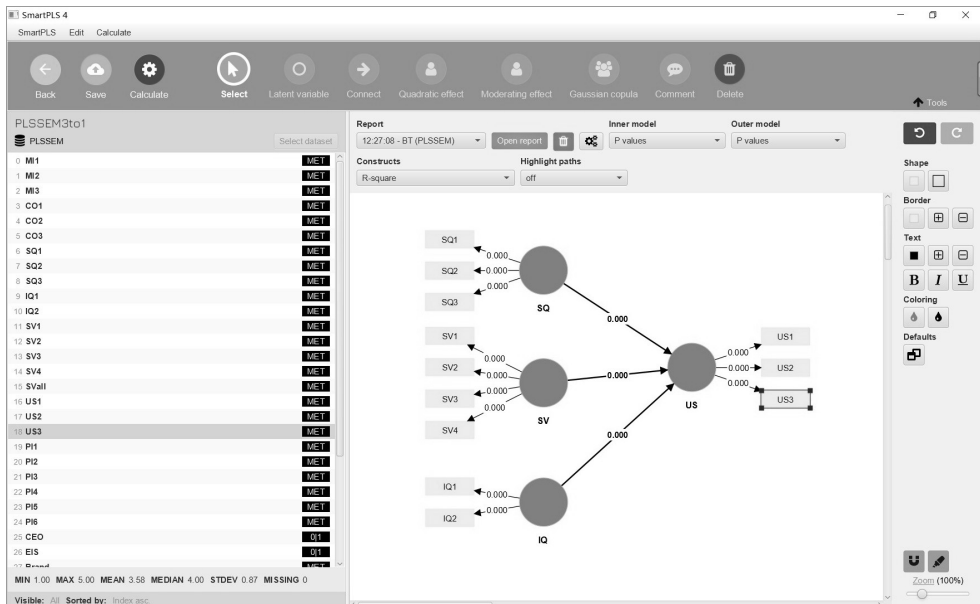 SmartPLS 4
SmartPLS Edit Calculate
Back Save Calculate Select Latent variable Connect Quadratic effect Moderating effect Gaussian copula Comment Delete
Tools
PLSSEM3to1
PLSSEM Select dataset
0 MI1 MET
1 MI2 MET
2 MI3 MET
3 CO1 MET
4 CO2 MET
5 CO3 MET
6 SQ1 MET
7 SQ2 MET
8 SQ3 MET
9 IQ1 MET
10 IQ2 MET
11 SV1 MET
12 SV2 MET
13 SV3 MET
14 SV4 MET
15 SVall MET
16 US1 MET
17 US2 MET
18 US3 MET
19 PI1 MET
20 PI2 MET
21 PI3 MET
22 PI4 MET
23 PI5 MET
24 PI6 MET
25 CEO 0|1
26 EIS 0|1
27 Brand MET
MIN 1.00 MAX 5.00 MEAN 3.58 MEDIAN 4.00 STDEV 0.87 MISSING 0
Visible: All Sorted by: Index asc
Report Inner model Outer model
12:27:08 - BT (PLSSEM) Open report P values P values
Constructs Highlight paths
R-square off
SQ1
0.000
SQ2 0.000
0.000
SQ3
SQ
0.000
SV1
0.000
SV2 0.000
SV3 0.000
0.000
SV4
SV
0.000
US1
0.000
0.000 US2
0.000
US3
US
0.000
IQ1
0.000
IQ2 0.000
IQ
Shape
Border
Text
B I U
Coloring
Defaults
Zoom (100%)